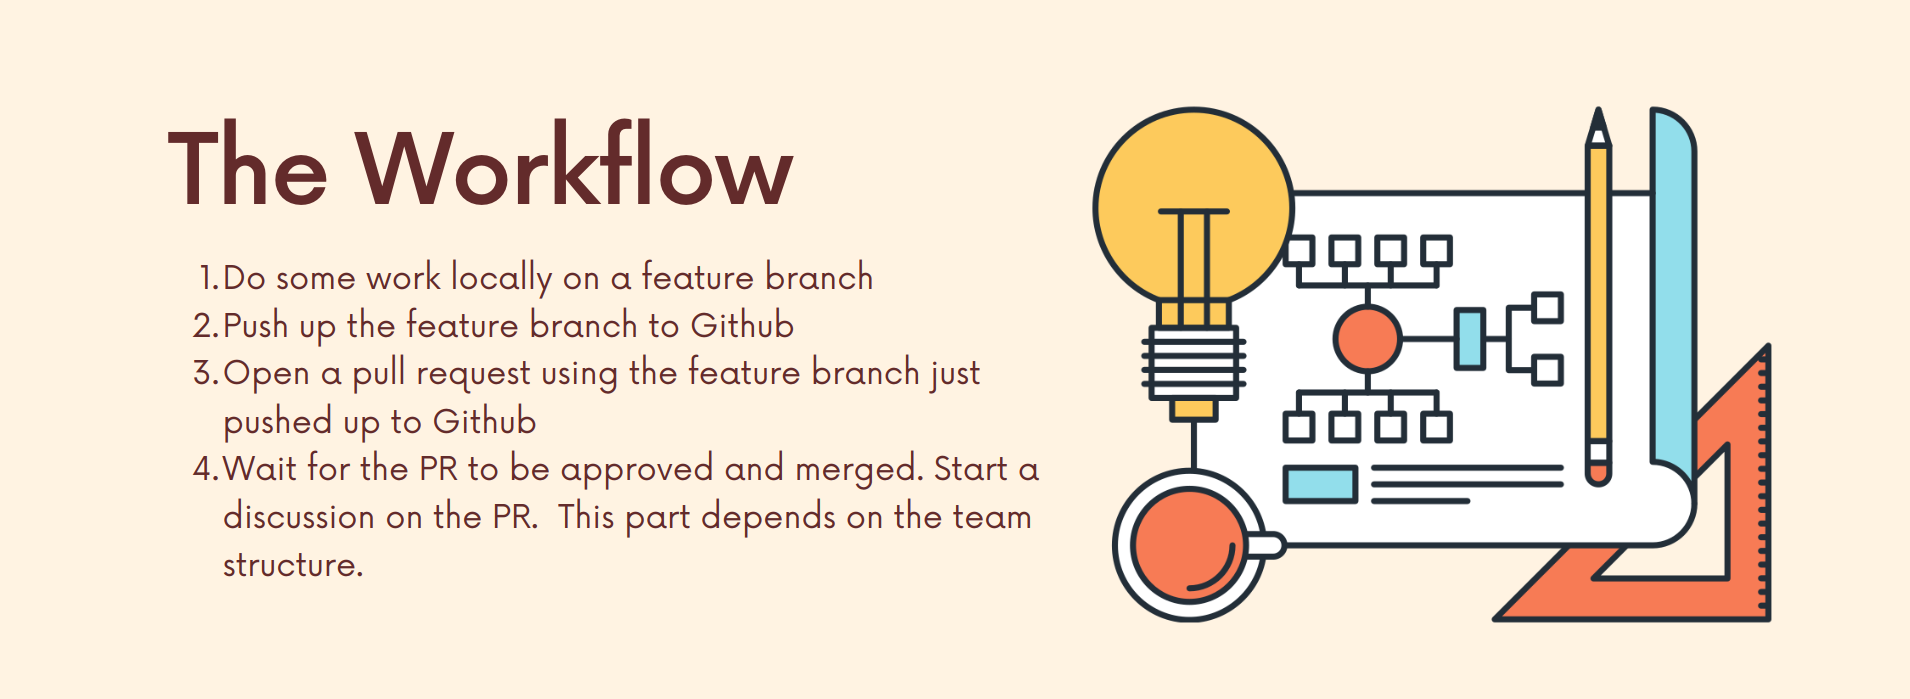 The Workflow
1.Do some work locally on a feature branch
2.Push up the feature branch to Github
3.Open a pull request using the feature branch just
pushed up to Github
4.Wait for the PR to be approved and merged. Start a
discussion on the PR.  This part depends on the team
structure.